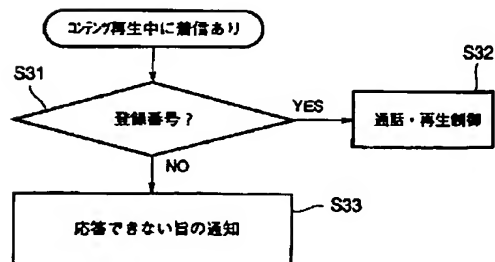 コンテンツ再生中に着信あり
S31
S32
登録番号?
YES
通話・再生制御
NO
S33
応答できない旨の通知